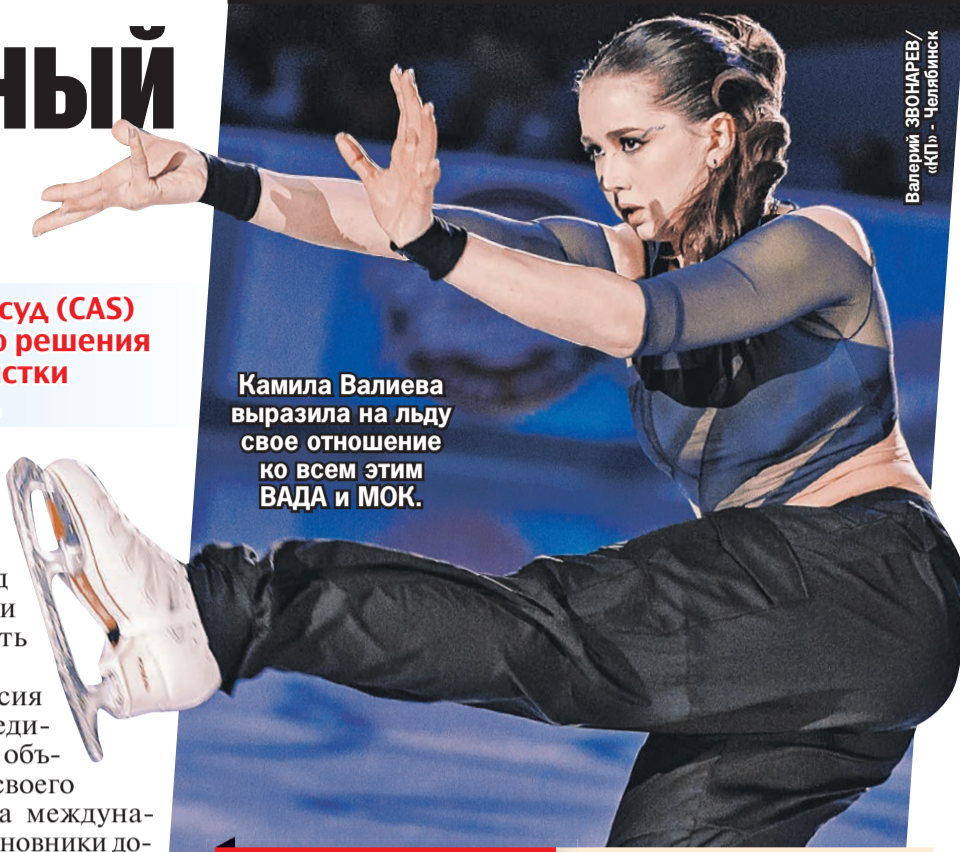 ный
Валерий ЗВОНАРЕВ/
«КП» - Челябинск
суд (CAS)
о решения
истки
Камила Валиева
выразила на льду
свое отношение
ко всем этим
ВАДА и МОК.
д
и
ть
сия
еди-
объ-
своего
а междуна-
новники до-